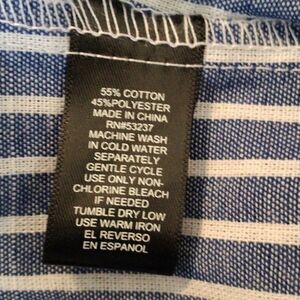 55% COTTON
45%POLYESTER
MADE IN CHINA
RN#53237
MACHINE WASH
IN COLD WATER
SEPARATELY
GENTLE CYCLE
USE ONLY NON-
CHLORINE BLEACH
IF NEEDED
TUMBLE DRY LOW
USE WARM IRON
EL REVERSO
EN ESPANOL